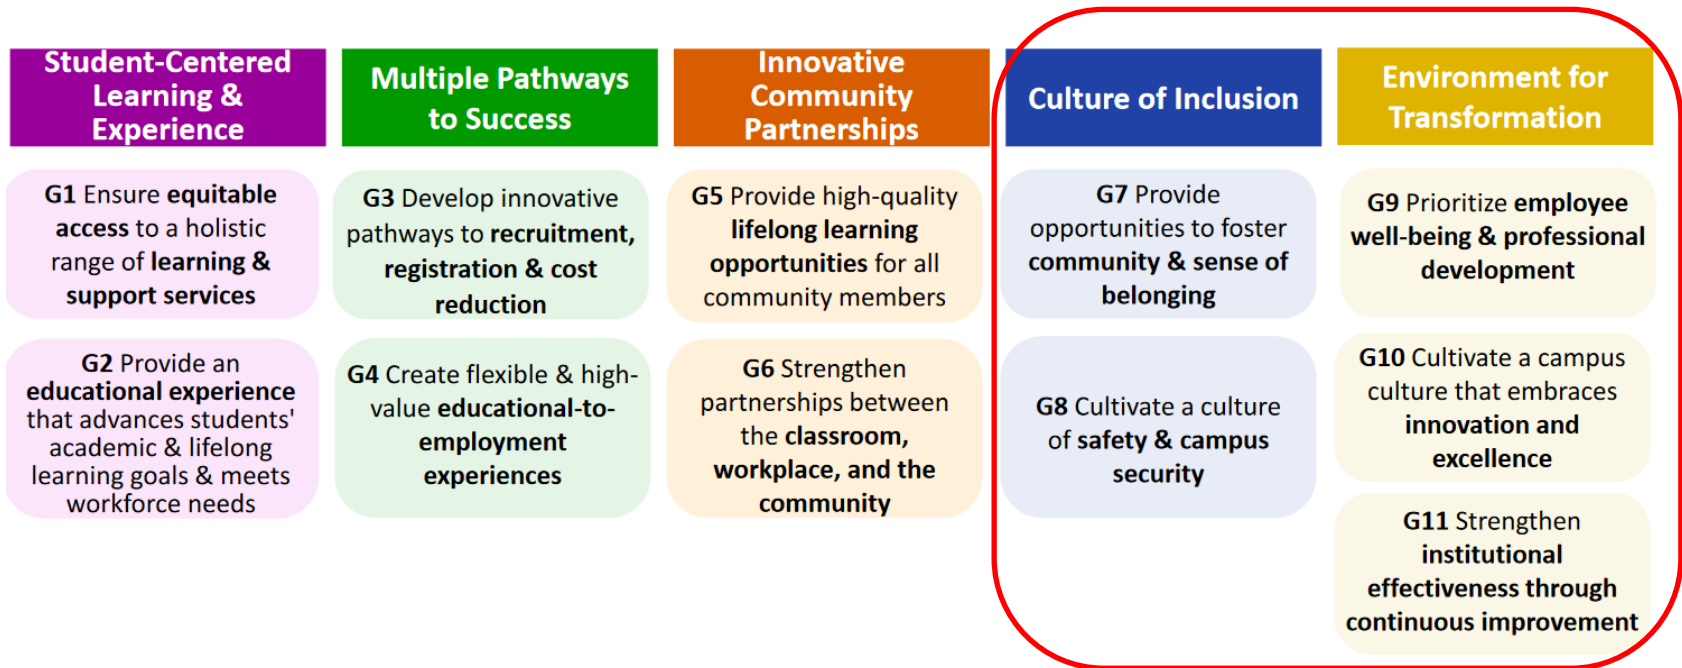 Student-Centered
Learning &
Experience
G1 Ensure equitable
access to a holistic
range of learning &
support services
G2 Provide an
educational experience
that advances students'
academic & lifelong
learning goals & meets
workforce needs
Multiple Pathways
to Success
G3 Develop innovative
pathways to recruitment,
registration & cost
reduction
G4 Create flexible & high-
value educational-to-
employment
experiences
Innovative
Community
Partnerships
G5 Provide high-quality
lifelong learning
opportunities for all
community members
G6 Strengthen
partnerships between
the classroom,
workplace, and the
community
Culture of Inclusion
G7 Provide
opportunities to foster
community & sense of
belonging
G8 Cultivate a culture
of safety & campus
security
Environment for
Transformation
G9 Prioritize employee
well-being & professional
development
G10 Cultivate a campus
culture that embraces
innovation and
excellence
G11 Strengthen
institutional
effectiveness through
continuous improvement